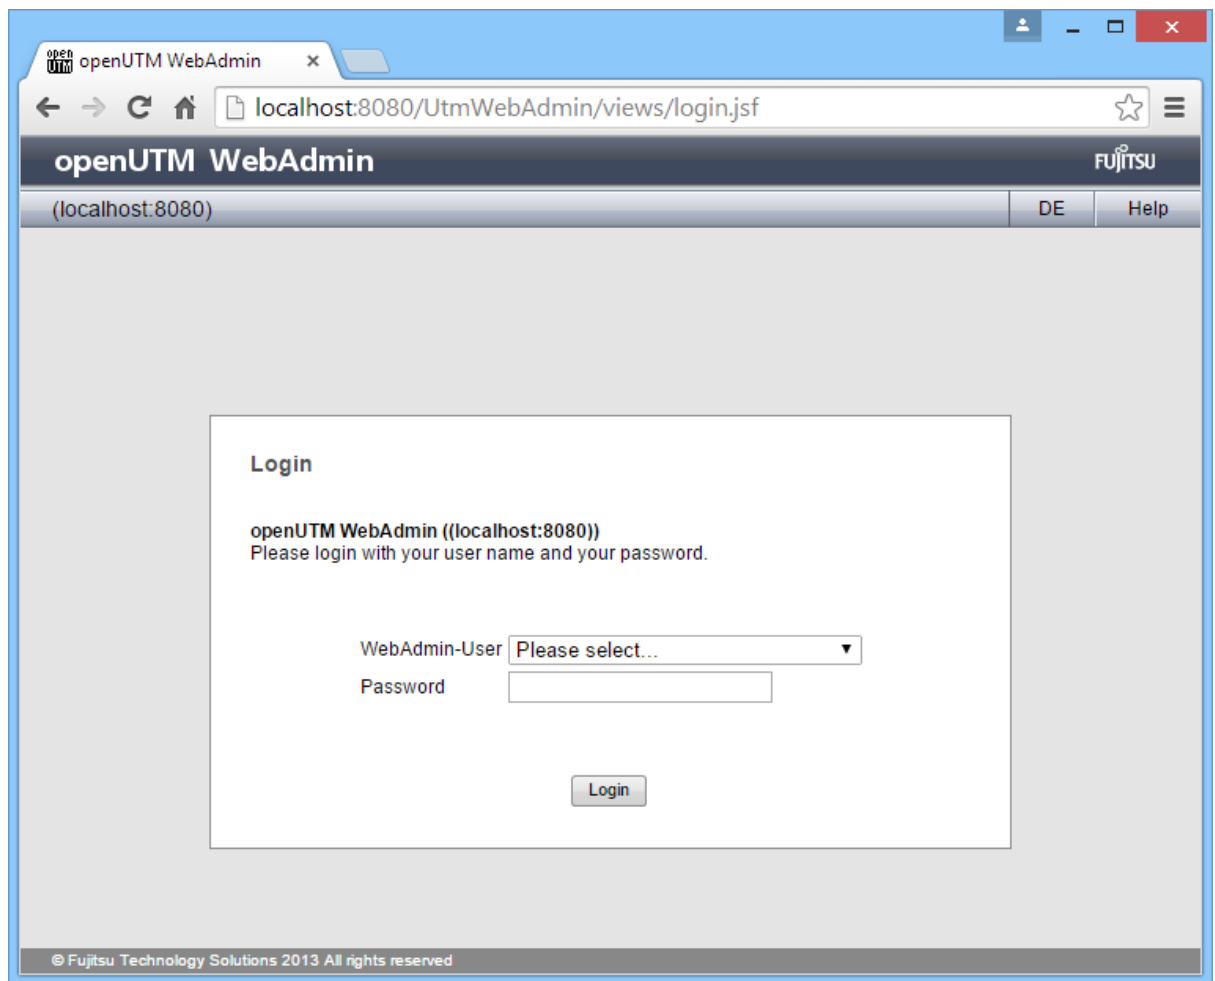 open
UTM
openUTM WebAdmin
localhost:8080/UtmWebAdmin/views/login.jsf
openUTM WebAdmin
FUJITSU
(localhost:8080)
DE
Help
Login
openUTM WebAdmin ((localhost:8080))
Please login with your user name and your password.
WebAdmin-User Please select...
Password
Login
© Fujitsu Technology Solutions 2013 All rights reserved